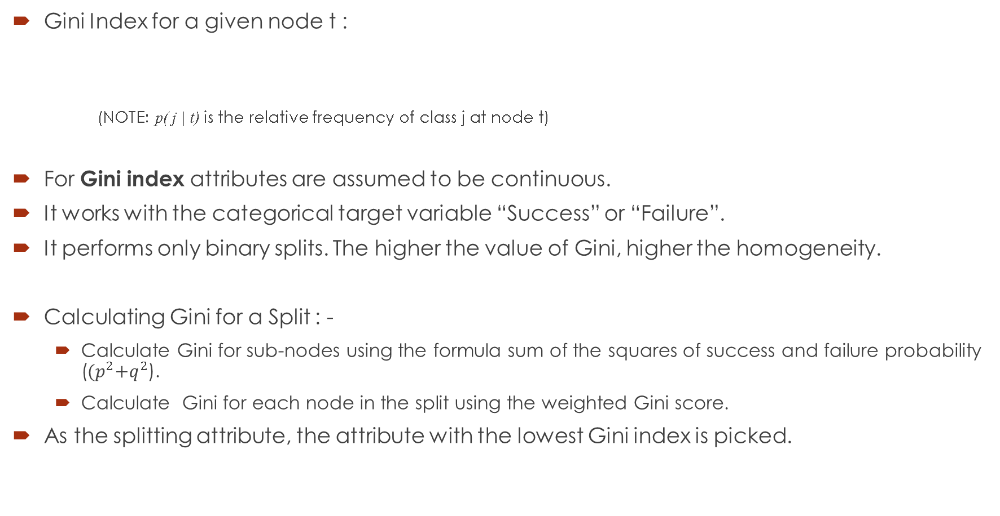 Gini Index for a given node t :
(NOTE: p(j | t) is the relative frequency of class j at node t)
For Gini index attributes are assumed to be continuous.
It works with the categorical target variable “Success” or “Failure”.
It performs only binary splits. The higher the value of Gini, higher the homogeneity.
Calculating Gini for a Split : -
Calculate Gini for sub-nodes using the formula sum of the squares of success and failure probability
((p²+q²).
Calculate Gini for each node in the split using the weighted Gini score.
As the splitting attribute, the attribute with the lowest Gini index is picked.